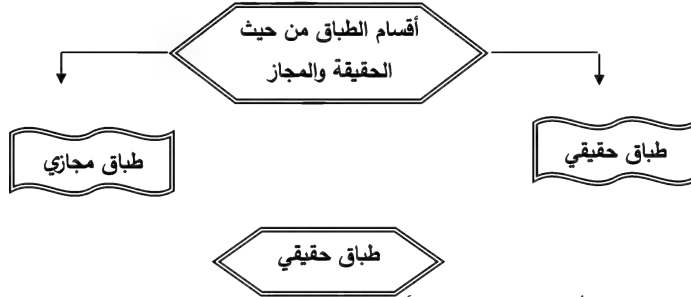 أقسام الطباق من حيث
الحقيقة والمجاز
طباق حقيقي
طباق مجازي
طباق حقيقي